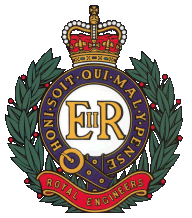 HONI·SOIT·QUI·MAL·Y·PENSE
EIIR
ROYAL ENGINEERS